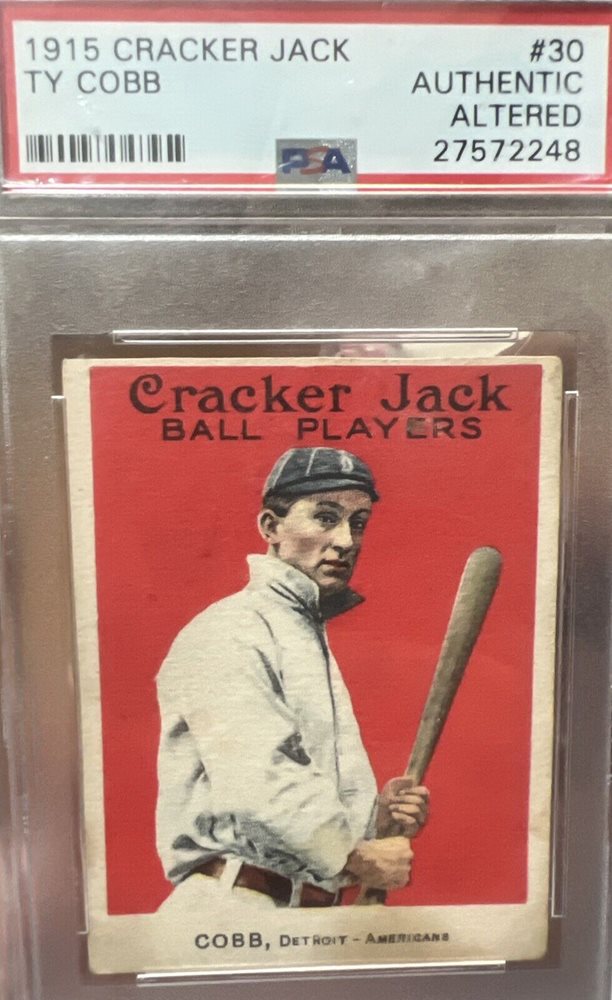 1915 CRACKER JACK #30
TY COBB AUTHENTIC
ALTERED
PSA 27572248
Cracker Jack
BALL PLAYERS
D
COBB, DETROIT - AMERICANS